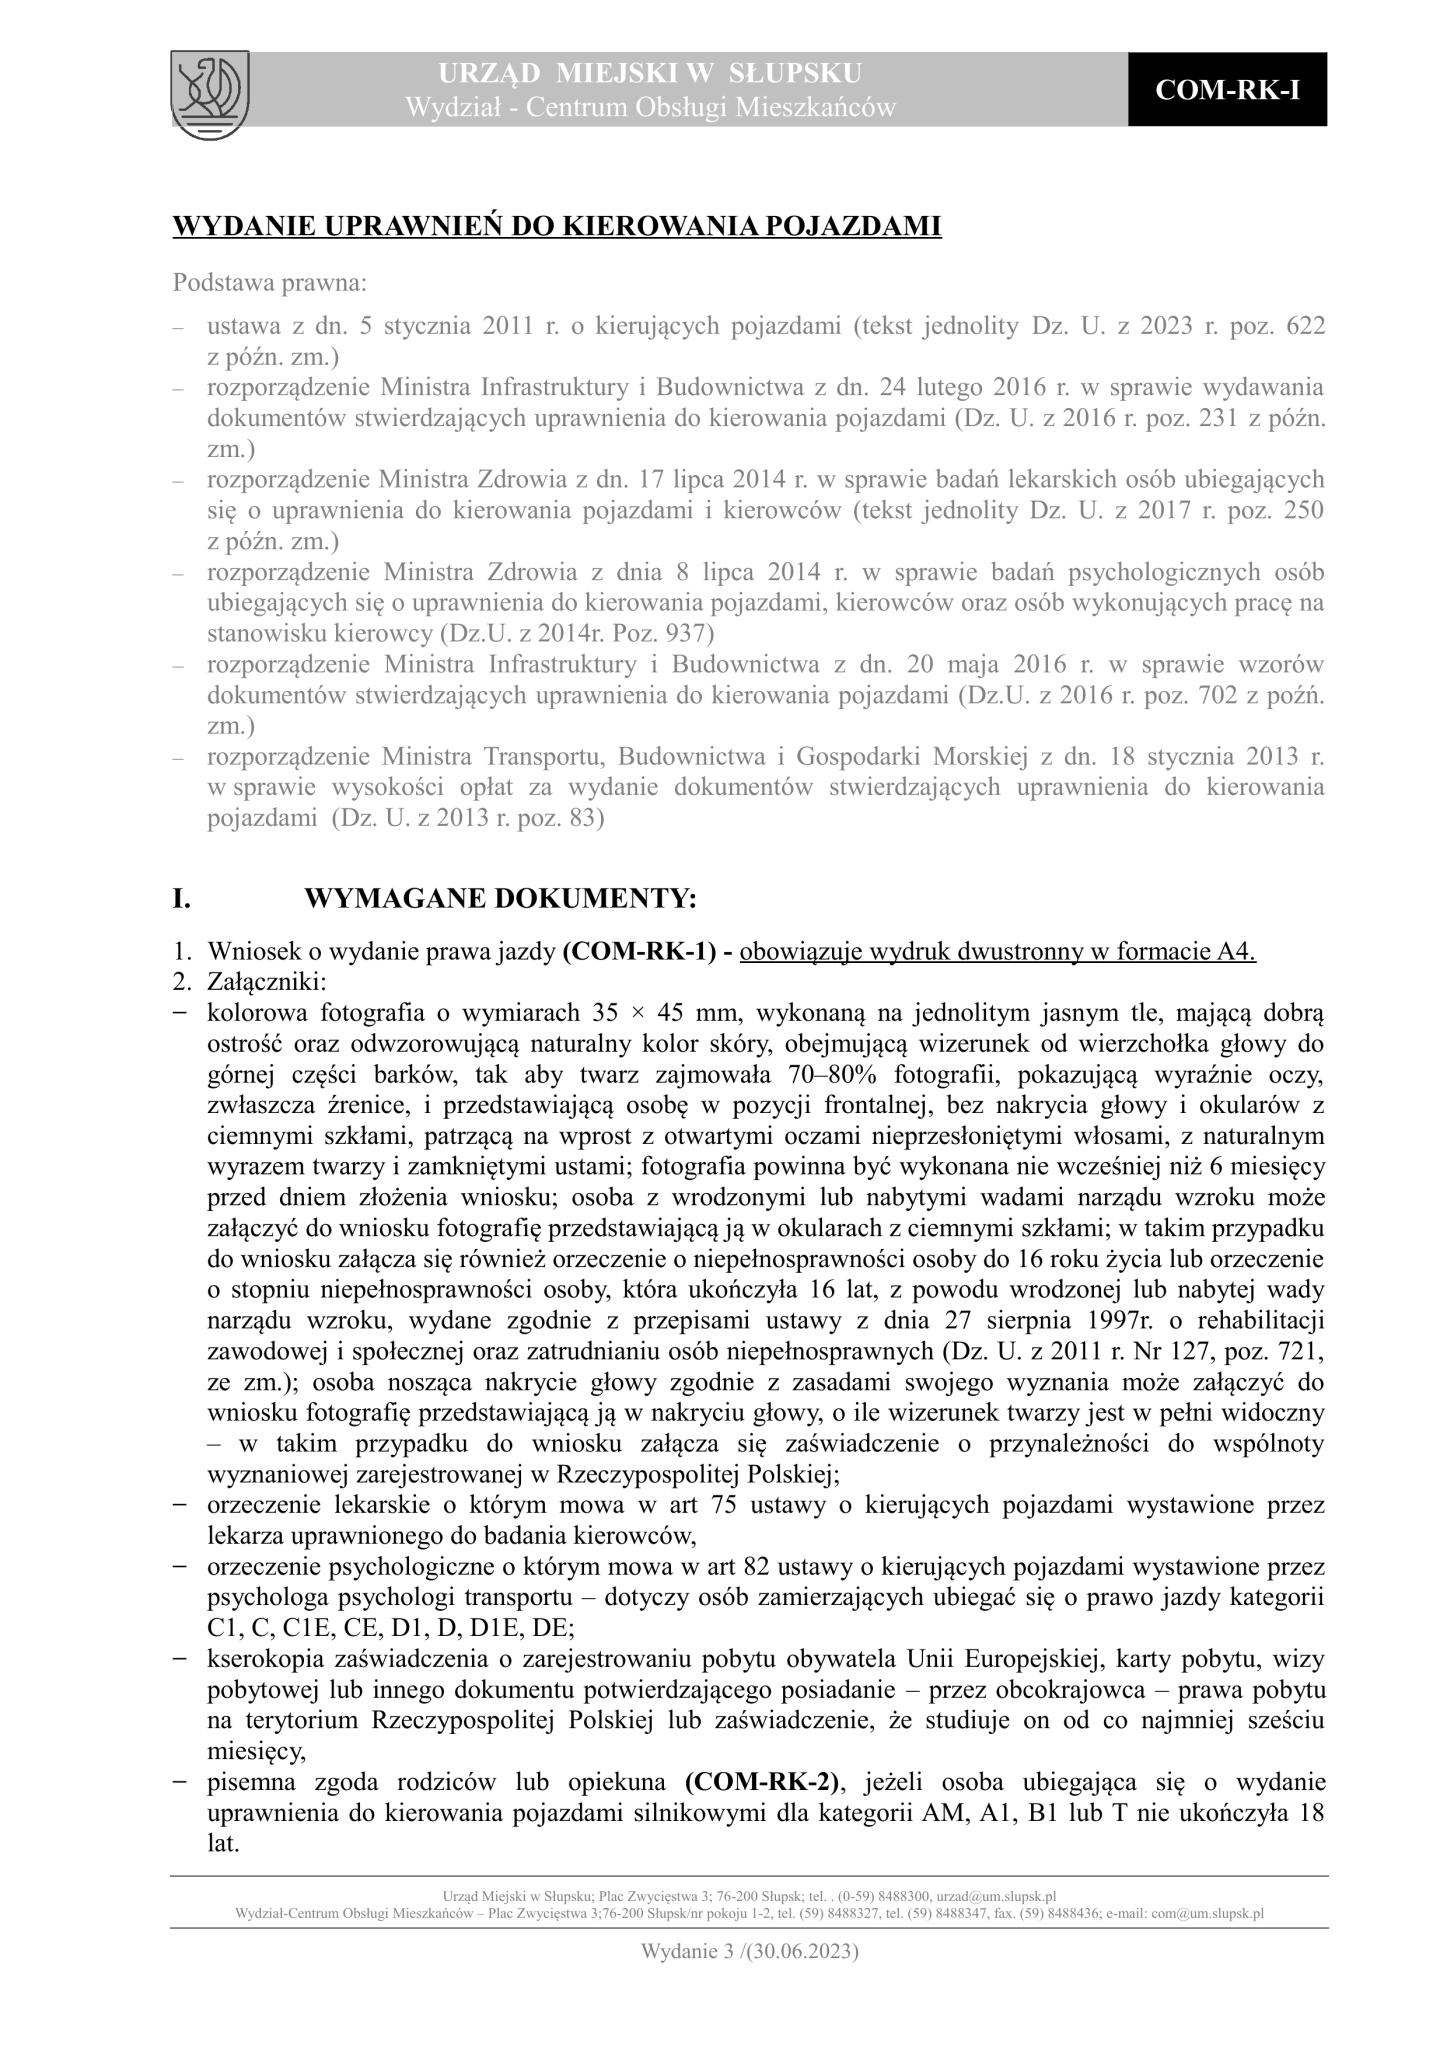 URZĄD MIEJSKI W SŁUPSKU
Wydział - Centrum Obsługi Mieszkańców
COM-RK-I
WYDANIE UPRAWNIEŃ DO KIEROWANIA POJAZDAMI
Podstawa prawna:
– ustawa z dn. 5 stycznia 2011 r. o kierujących pojazdami (tekst jednolity Dz. U. z 2023 r. poz. 622
z późn. zm.)
– rozporządzenie Ministra Infrastruktury i Budownictwa z dn. 24 lutego 2016 r. w sprawie wydawania
dokumentów stwierdzających uprawnienia do kierowania pojazdami (Dz. U. z 2016 r. poz. 231 z późn.
zm.)
– rozporządzenie Ministra Zdrowia z dn. 17 lipca 2014 r. w sprawie badań lekarskich osób ubiegających
się o uprawnienia do kierowania pojazdami i kierowców (tekst jednolity Dz. U. z 2017 r. poz. 250
z późn. zm.)
– rozporządzenie Ministra Zdrowia z dnia 8 lipca 2014 r. w sprawie badań psychologicznych osób
ubiegających się o uprawnienia do kierowania pojazdami, kierowców oraz osób wykonujących pracę na
stanowisku kierowcy (Dz.U. z 2014r. Poz. 937)
– rozporządzenie Ministra Infrastruktury i Budownictwa z dn. 20 maja 2016 r. w sprawie wzorów
dokumentów stwierdzających uprawnienia do kierowania pojazdami (Dz.U. z 2016 r. poz. 702 z poźń.
zm.)
– rozporządzenie Ministra Transportu, Budownictwa i Gospodarki Morskiej z dn. 18 stycznia 2013 r.
w sprawie wysokości opłat za wydanie dokumentów stwierdzających uprawnienia do kierowania
pojazdami (Dz. U. z 2013 r. poz. 83)
I. WYMAGANE DOKUMENTY:
1. Wniosek o wydanie prawa jazdy (COM-RK-1) - obowiązuje wydruk dwustronny w formacie A4.
2. Załączniki:
– kolorowa fotografia o wymiarach 35 × 45 mm, wykonaną na jednolitym jasnym tle, mającą dobrą
ostrość oraz odwzorowującą naturalny kolor skóry, obejmującą wizerunek od wierzchołka głowy do
górnej części barków, tak aby twarz zajmowała 70–80% fotografii, pokazującą wyraźnie oczy,
zwłaszcza źrenice, i przedstawiającą osobę w pozycji frontalnej, bez nakrycia głowy i okularów z
ciemnymi szkłami, patrzącą na wprost z otwartymi oczami nieprzesłoniętymi włosami, z naturalnym
wyrazem twarzy i zamkniętymi ustami; fotografia powinna być wykonana nie wcześniej niż 6 miesięcy
przed dniem złożenia wniosku; osoba z wrodzonymi lub nabytymi wadami narządu wzroku może
załączyć do wniosku fotografię przedstawiającą ją w okularach z ciemnymi szkłami; w takim przypadku
do wniosku załącza się również orzeczenie o niepełnosprawności osoby do 16 roku życia lub orzeczenie
o stopniu niepełnosprawności osoby, która ukończyła 16 lat, z powodu wrodzonej lub nabytej wady
narządu wzroku, wydane zgodnie z przepisami ustawy z dnia 27 sierpnia 1997r. o rehabilitacji
zawodowej i społecznej oraz zatrudnianiu osób niepełnosprawnych (Dz. U. z 2011 r. Nr 127, poz. 721,
ze zm.); osoba nosząca nakrycie głowy zgodnie z zasadami swojego wyznania może załączyć do
wniosku fotografię przedstawiającą ją w nakryciu głowy, o ile wizerunek twarzy jest w pełni widoczny
– w takim przypadku do wniosku załącza się zaświadczenie o przynależności do wspólnoty
wyznaniowej zarejestrowanej w Rzeczypospolitej Polskiej;
– orzeczenie lekarskie o którym mowa w art 75 ustawy o kierujących pojazdami wystawione przez
lekarza uprawnionego do badania kierowców,
– orzeczenie psychologiczne o którym mowa w art 82 ustawy o kierujących pojazdami wystawione przez
psychologa psychologi transportu – dotyczy osób zamierzających ubiegać się o prawo jazdy kategorii
C1, C, C1E, CE, D1, D, D1E, DE;
– kserokopia zaświadczenia o zarejestrowaniu pobytu obywatela Unii Europejskiej, karty pobytu, wizy
pobytowej lub innego dokumentu potwierdzającego posiadanie – przez obcokrajowca – prawa pobytu
na terytorium Rzeczypospolitej Polskiej lub zaświadczenie, że studiuje on od co najmniej sześciu
miesięcy,
– pisemna zgoda rodziców lub opiekuna (COM-RK-2), jeżeli osoba ubiegająca się o wydanie
uprawnienia do kierowania pojazdami silnikowymi dla kategorii AM, A1, B1 lub T nie ukończyła 18
lat.
Urząd Miejski w Słupsku; Plac Zwycięstwa 3; 76-200 Słupsk; tel. . (0-59) 8488300, urzad@um.slupsk.pl
Wydział-Centrum Obsługi Mieszkańców – Plac Zwycięstwa 3;76-200 Słupsk/nr pokoju 1-2, tel. (59) 8488327, tel. (59) 8488347, fax. (59) 8488436; e-mail: com@um.slupsk.pl
Wydanie 3 /(30.06.2023)